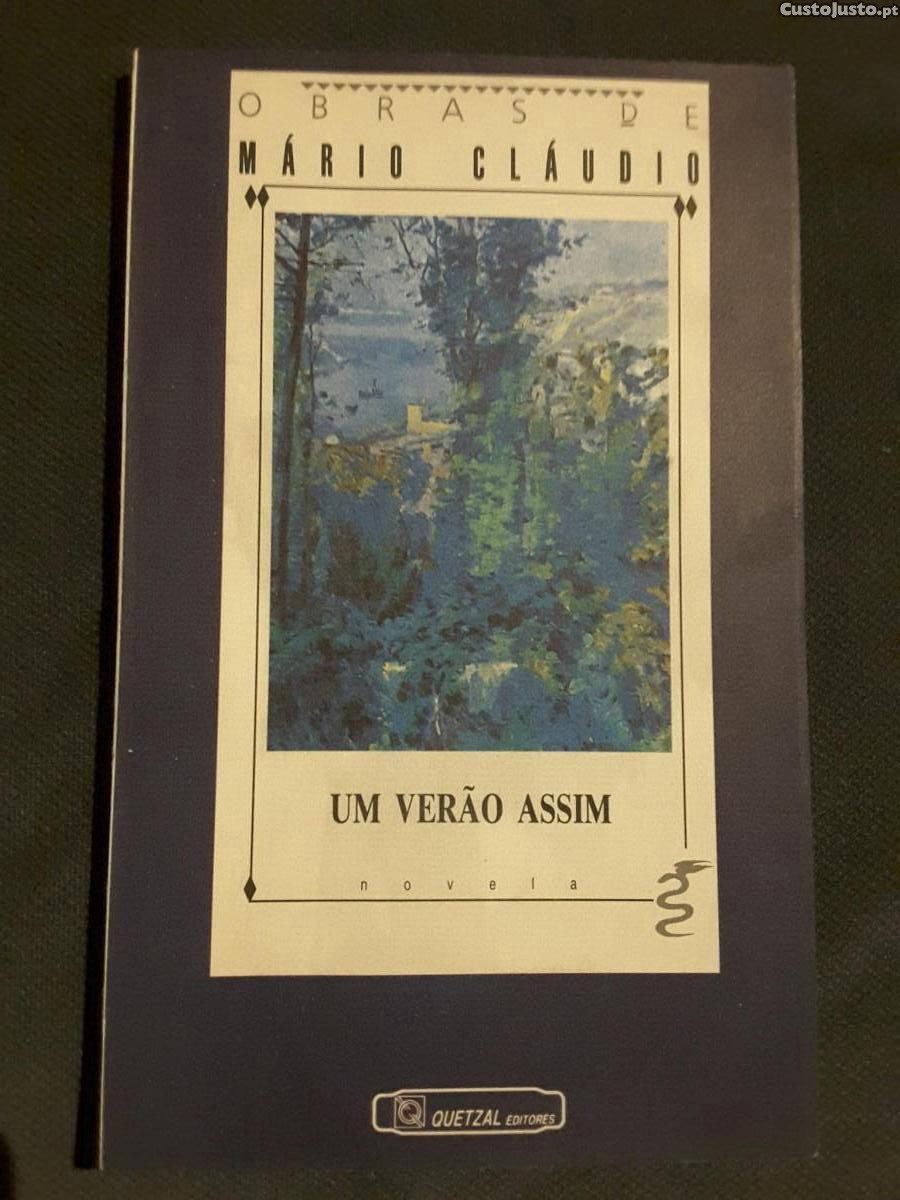 CustoJusto.pt
OBRAS DE
MÁRIO CLÁUDIO
UM VERÃO ASSIM
novela
Q QUETZAL EDITORES